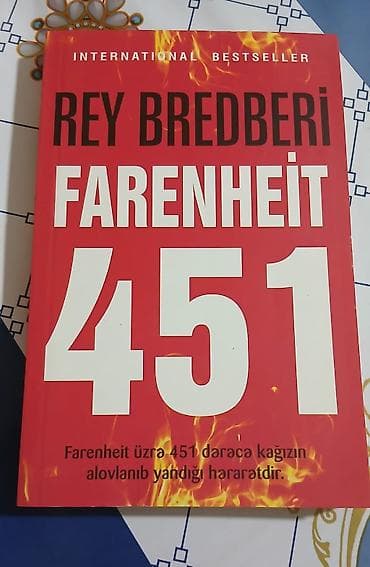 INTERNATIONAL BESTSELLER
REY BREDBERİ
FARENHEİT
451
Farenheit üzrə 451 dərəcə kağızın
alovlanıb yandığı hərarətdir.